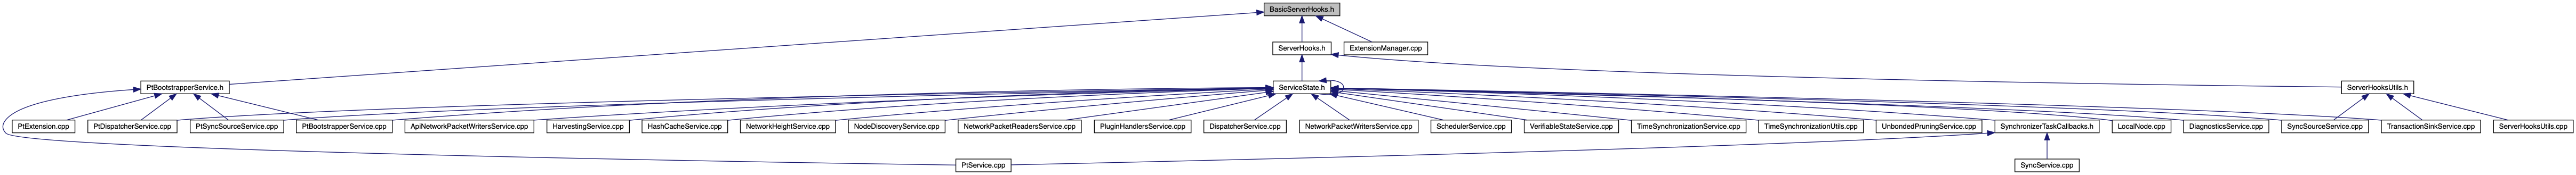 BasicServerHooks.h
ServerHooks.h
ExtensionManager.cpp
PtBootstrapperService.h
ServiceState.h
ServerHooksUtils.h
PtExtension.cpp
PtDispatcherService.cpp
PtSyncSourceService.cpp
PtBootstrapperService.cpp
ApiNetworkPacketWritersService.cpp
HarvestingService.cpp
HashCacheService.cpp
NetworkHeightService.cpp
NodeDiscoveryService.cpp
NetworkPacketReadersService.cpp
PluginHandlersService.cpp
DispatcherService.cpp
NetworkPacketWritersService.cpp
SchedulerService.cpp
VerifiableStateService.cpp
TimeSynchronizationService.cpp
TimeSynchronizationUtils.cpp
UnbondedPruningService.cpp
SynchronizerTaskCallbacks.h
LocalNode.cpp
DiagnosticsService.cpp
SyncSourceService.cpp
TransactionSinkService.cpp
ServerHooksUtils.cpp
PtService.cpp
SyncService.cpp